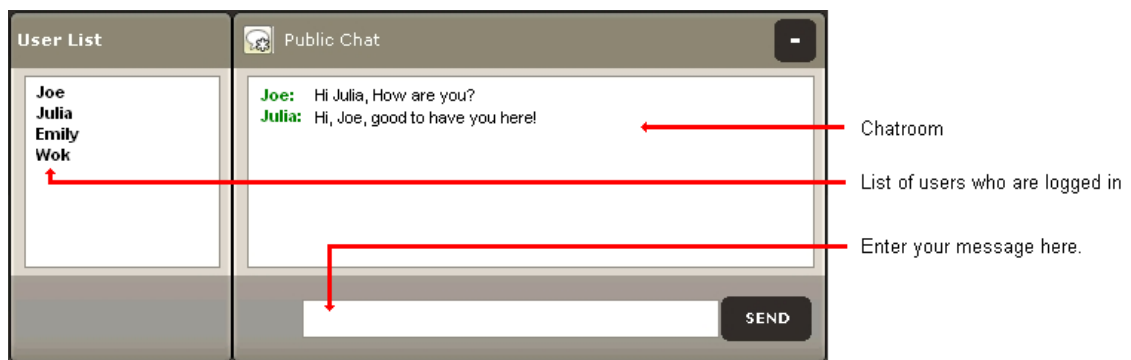 User List
Public Chat
-
Joe
Julia
Emily
Wok
Joe: Hi Julia, How are you?
Julia: Hi, Joe, good to have you here!
Chatroom
List of users who are logged in
Enter your message here.
SEND